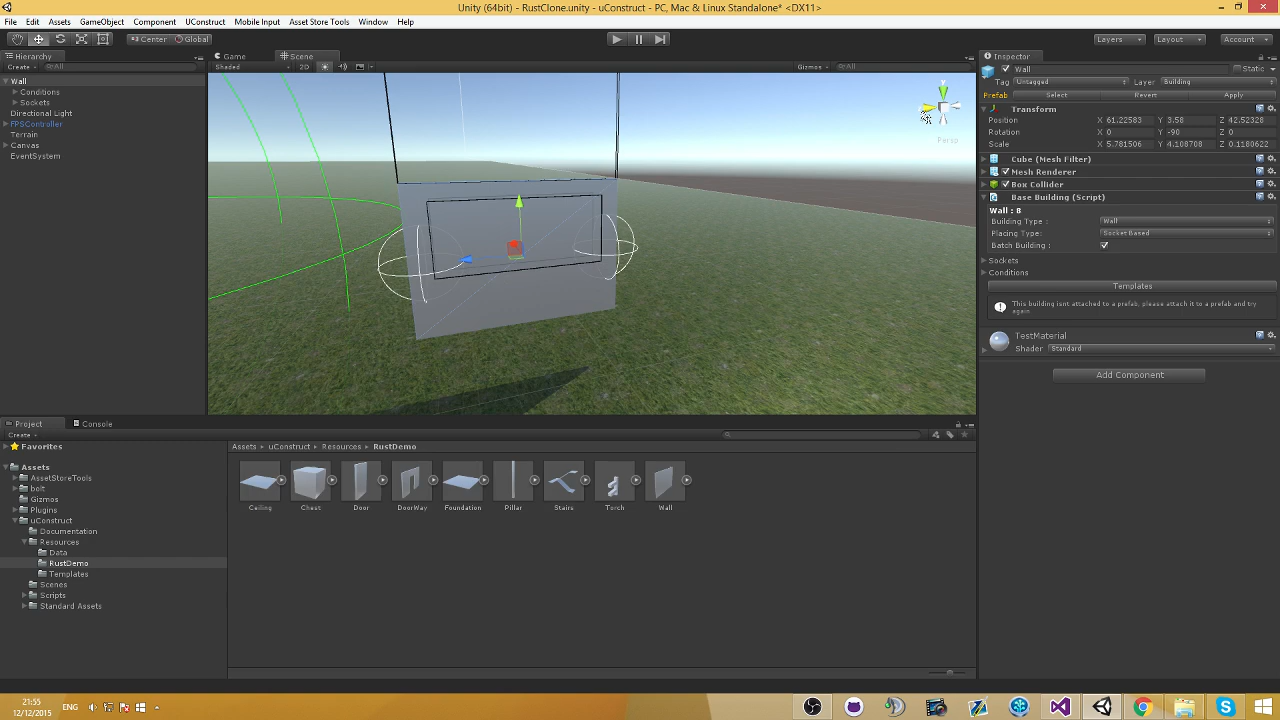 Unity (64bit) - RustClone.unity - uConstruct - PC, Mac & Linux Standalone* <DX11>
File Edit Assets GameObject Component UConstruct Mobile Input Asset Store Tools Window Help
Center Global Layers Layout Account
Hierarchy
Create All
Wall
Conditions
Sockets
Directional Light
FPSController
Terrain
Canvas
EventSystem
Game Scene
Shaded 2D Gizmos All
y
Persp
Inspector
Wall Static
Tag Untagged Layer Building
Prefab Select Revert Apply
Transform
Position X 61.22583 Y 3.58 Z 42.52328
Rotation X 0 Y -90 Z 0
Scale X 5.781506 Y 4.108708 Z 0.1180622
Cube (Mesh Filter)
Mesh Renderer
Box Collider
Base Building (Script)
Wall : 8
Building Type : Wall
Placing Type : Socket Based
Batch Building :
Sockets
Conditions
Templates
This building isnt attached to a prefab, please attach it to a prefab and try
again.
TestMaterial
Shader Standard
Add Component
Project Console
Create
Favorites
Assets
AssetStoreTools
bolt
Gizmos
Plugins
uConstruct
Documentation
Resources
Data
RustDemo
Templates
Scenes
Scripts
Standard Assets
Assets uConstruct Resources RustDemo
Ceiling Chest Door DoorWay Foundation Pillar Stairs Torch Wall
21:55
12/12/2015
ENG